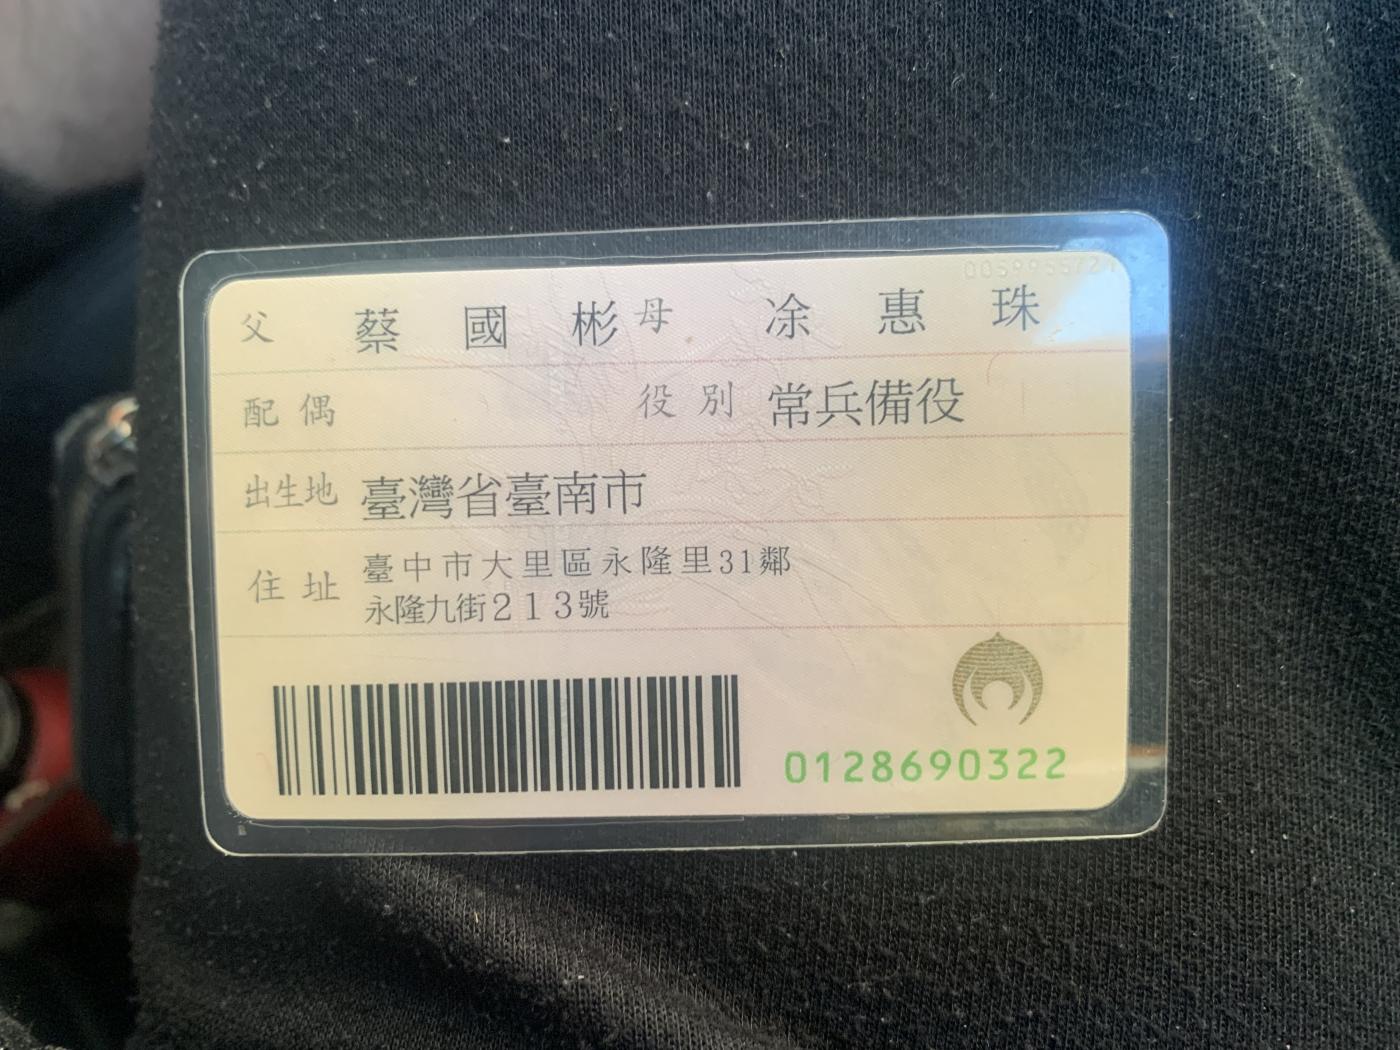 0059955721
父 蔡國彬 母 凃惠珠
配偶 役別 常兵備役
出生地 臺灣省臺南市
住址 臺中市大里區永隆里31鄰
永隆九街213號
0128690322